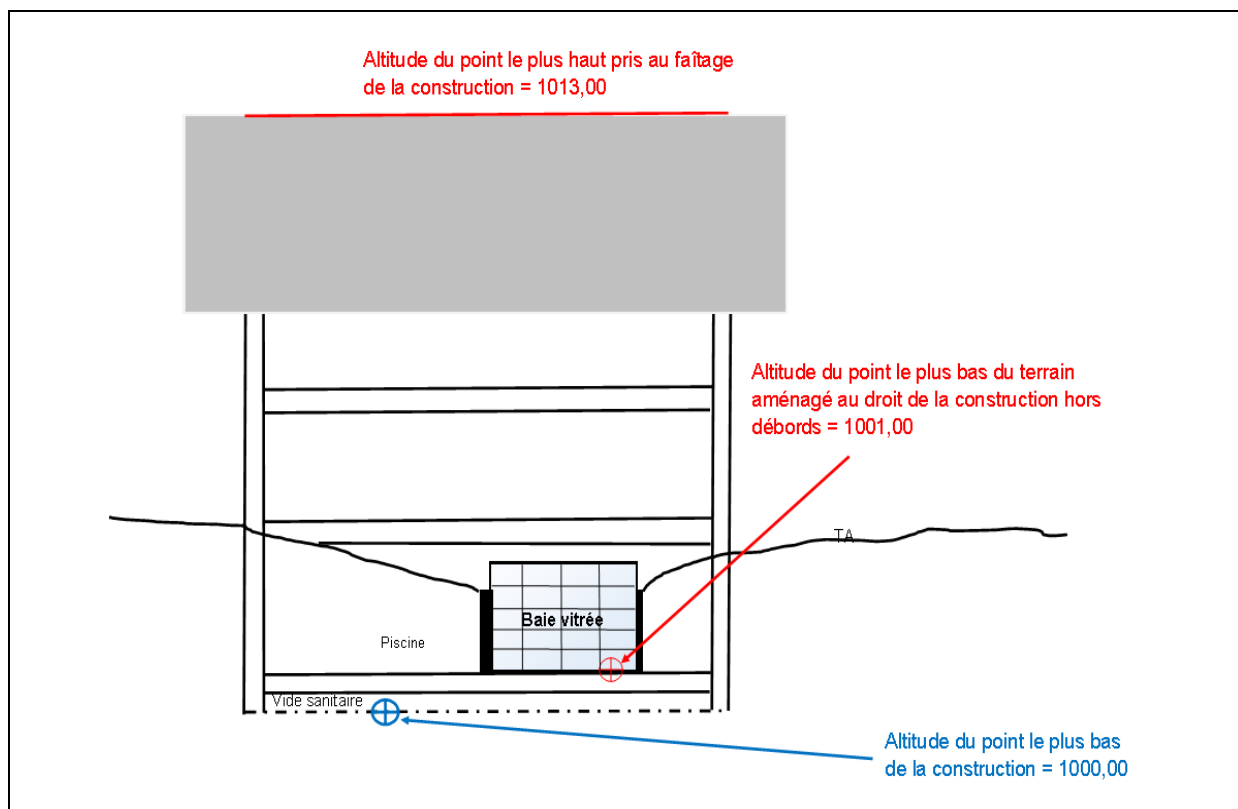 Altitude du point le plus haut pris au faîtage
de la construction = 1013,00
Altitude du point le plus bas du terrain
aménagé au droit de la construction hors
débords = 1001,00
TA
Baie vitrée
Piscine
Vide sanitaire
Altitude du point le plus bas
de la construction = 1000,00